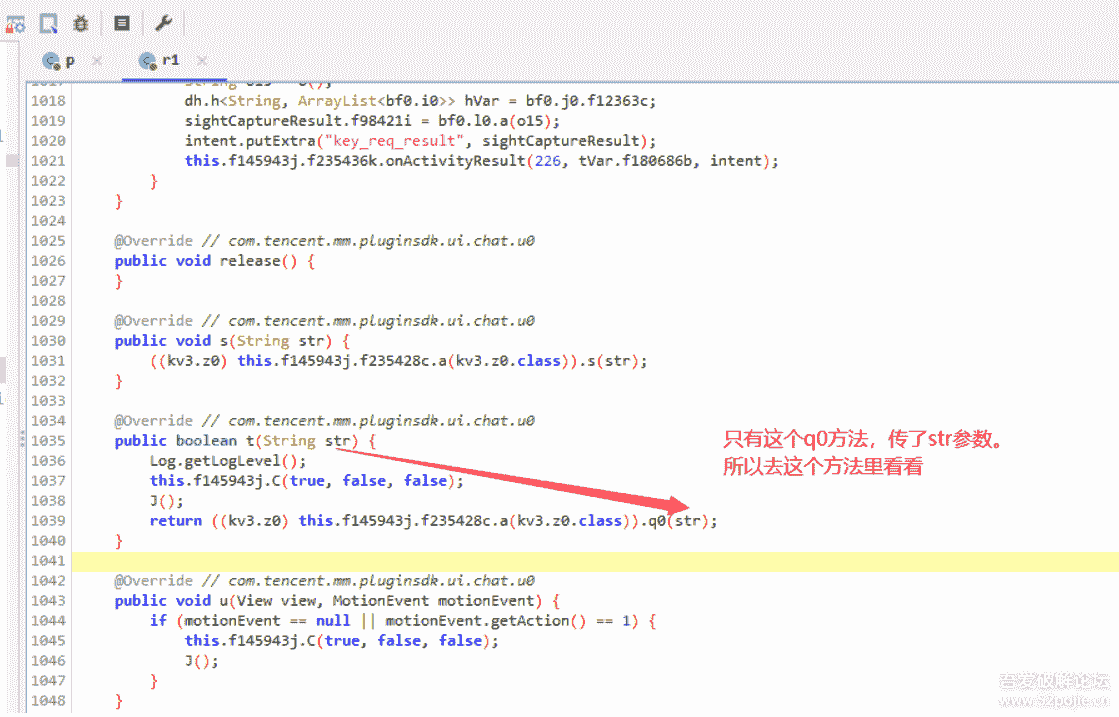 p
r1
1018 dh.h<String, ArrayList<bf0.i0>> hVar = bf0.j0.f12363c;
1019 sightCaptureResult.f98421i = bf0.l0.a(o15);
1020 intent.putExtra("key_req_result", sightCaptureResult);
1021 this.f145943j.f235436k.onActivityResult(226, tVar.f180686b, intent);
1022 }
1023 }
1024
1025 @Override // com.tencent.mm.pluginsdk.ui.chat.u0
1026 public void release() {
1027 }
1028
1029 @Override // com.tencent.mm.pluginsdk.ui.chat.u0
1030 public void s(String str) {
1031 ((kv3.z0) this.f145943j.f235428c.a(kv3.z0.class)).s(str);
1032 }
1033
1034 @Override // com.tencent.mm.pluginsdk.ui.chat.u0
1035 public boolean t(String str) {
1036 Log.getLogLevel();
1037 this.f145943j.C(true, false, false);
1038 J();
1039 return ((kv3.z0) this.f145943j.f235428c.a(kv3.z0.class)).q0(str);
1040 }
1041
1042 @Override // com.tencent.mm.pluginsdk.ui.chat.u0
1043 public void u(View view, MotionEvent motionEvent) {
1044 if (motionEvent == null || motionEvent.getAction() == 1) {
1045 this.f145943j.C(true, false, false);
1046 J();
1047 }
1048 }
只有这个q0方法，传了str参数。
所以去这个方法里看看
吾爱破解论坛
www.52pojie.cn